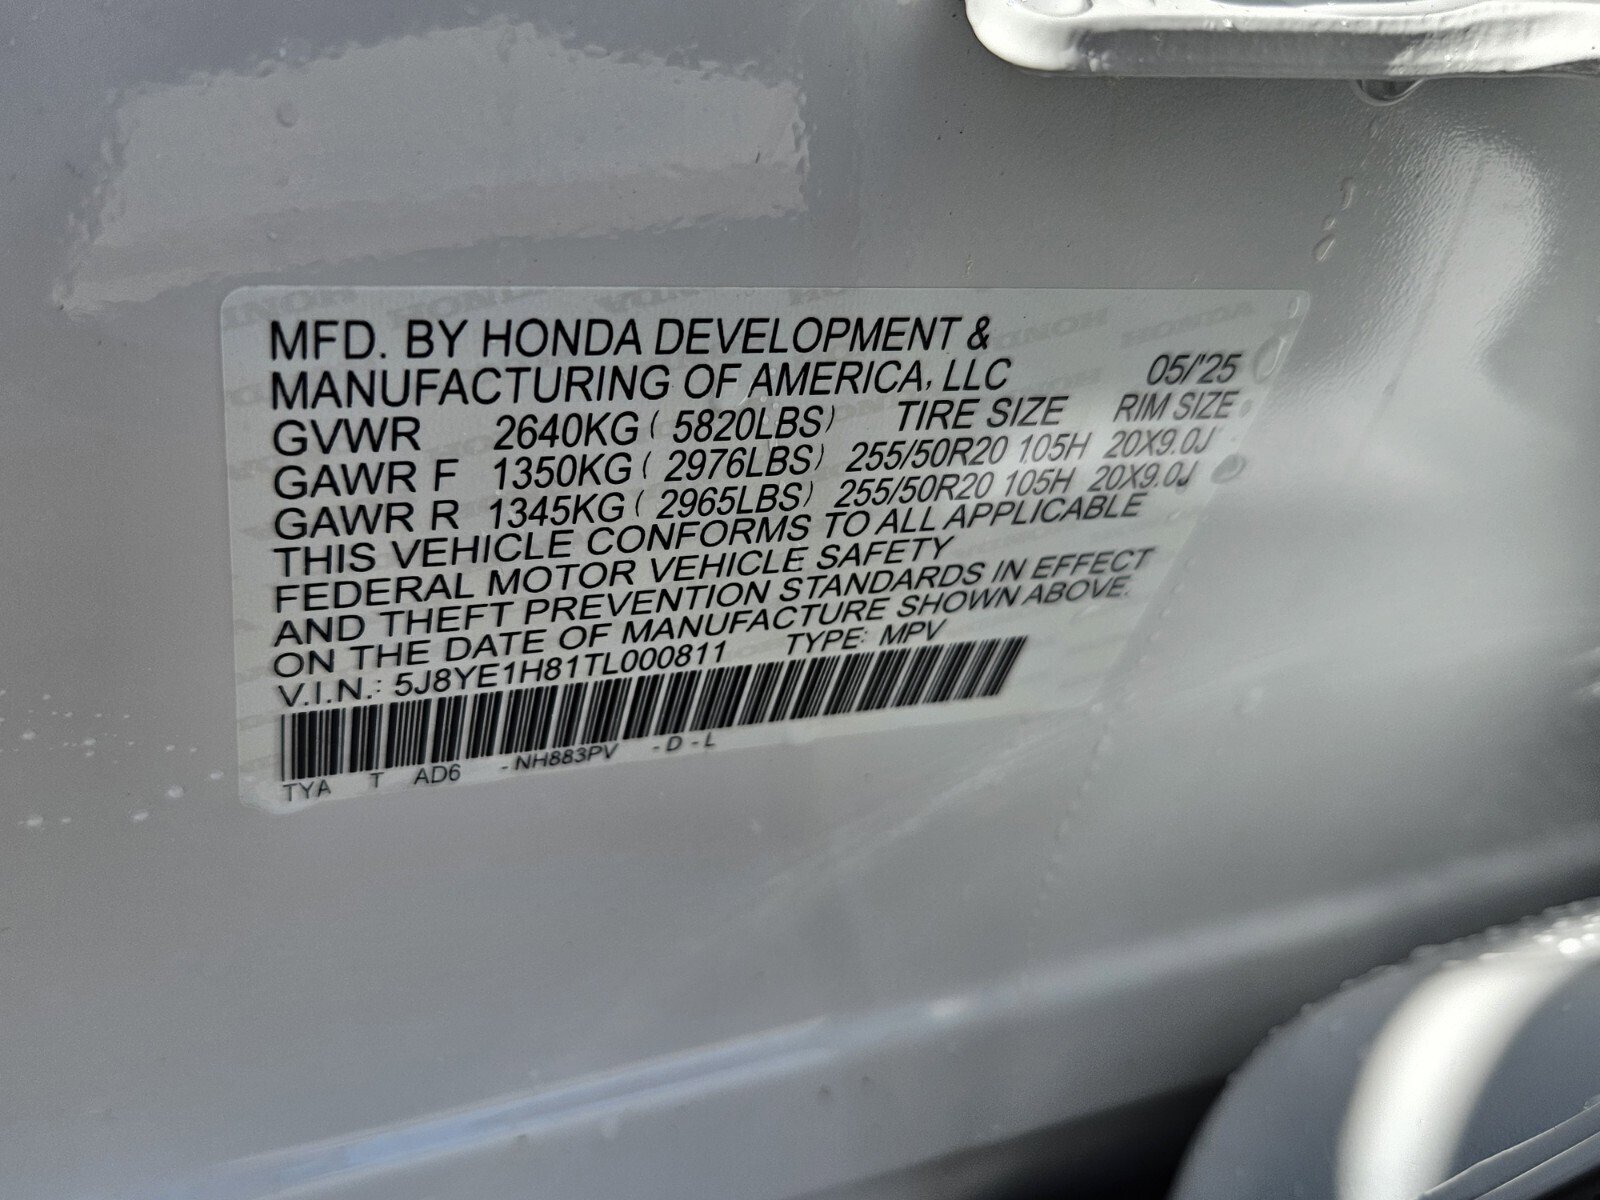 MFD. BY HONDA DEVELOPMENT &
MANUFACTURING OF AMERICA, LLC 05/'25
GVWR 2640KG ( 5820LBS) TIRE SIZE RIM SIZE
GAWR F 1350KG ( 2976LBS) 255/50R20 105H 20X9.0J
GAWR R 1345KG ( 2965LBS) 255/50R20 105H 20X9.0J
THIS VEHICLE CONFORMS TO ALL APPLICABLE
FEDERAL MOTOR VEHICLE SAFETY
AND THEFT PREVENTION STANDARDS IN EFFECT
ON THE DATE OF MANUFACTURE SHOWN ABOVE.
V.I.N.: 5J8YE1H81TL000811 TYPE: MPV
TYA T AD6 -NH883PV -D-L